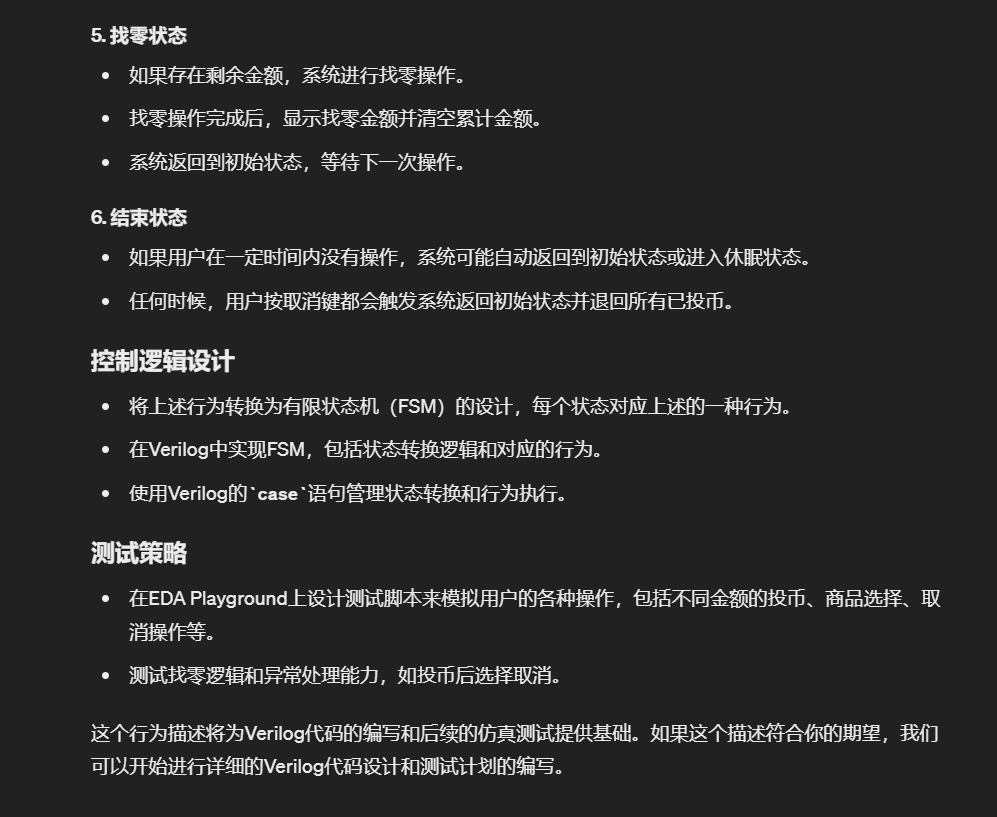 5. 找零状态
• 如果存在剩余金额，系统进行找零操作。
• 找零操作完成后，显示找零金额并清空累计金额。
• 系统返回到初始状态，等待下一次操作。
6. 结束状态
• 如果用户在一定时间内没有操作，系统可能自动返回到初始状态或进入休眠状态。
• 任何时候，用户按取消键都会触发系统返回初始状态并退回所有已投币。
控制逻辑设计
• 将上述行为转换为有限状态机（FSM）的设计，每个状态对应上述的一种行为。
• 在Verilog中实现FSM，包括状态转换逻辑和对应的行为。
• 使用Verilog的`case`语句管理状态转换和行为执行。
测试策略
• 在EDA Playground上设计测试脚本来模拟用户的各种操作，包括不同金额的投币、商品选择、取
消操作等。
• 测试找零逻辑和异常处理能力，如投币后选择取消。
这个行为描述将为Verilog代码的编写和后续的仿真测试提供基础。如果这个描述符合你的期望，我们
可以开始进行详细的Verilog代码设计和测试计划的编写。